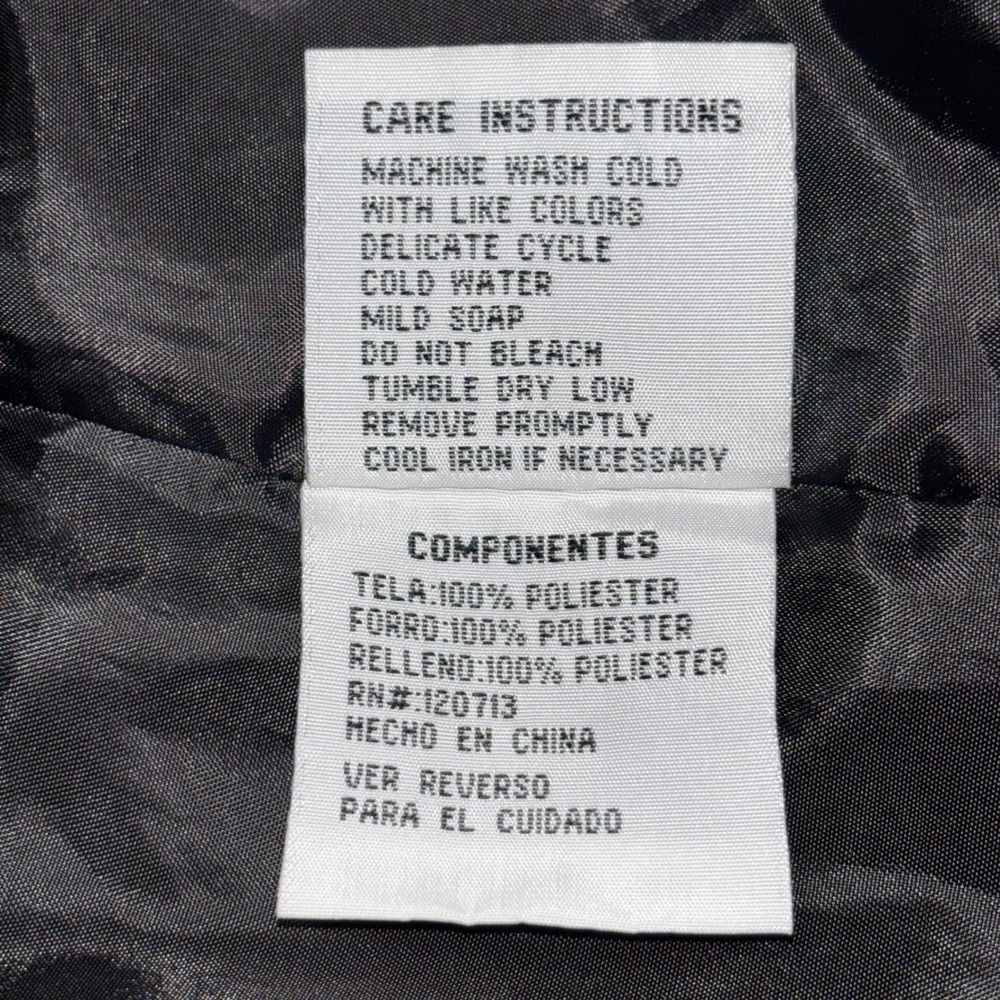 CARE INSTRUCTIONS
MACHINE WASH COLD
WITH LIKE COLORS
DELICATE CYCLE
COLD WATER
MILD SOAP
DO NOT BLEACH
TUMBLE DRY LOW
REMOVE PROMPTLY
COOL IRON IF NECESSARY
COMPONENTES
TELA:100% POLIESTER
FORRO:100% POLIESTER
RELLENO:100% POLIESTER
RN#:120713
HECHO EN CHINA
VER REVERSO
PARA EL CUIDADO